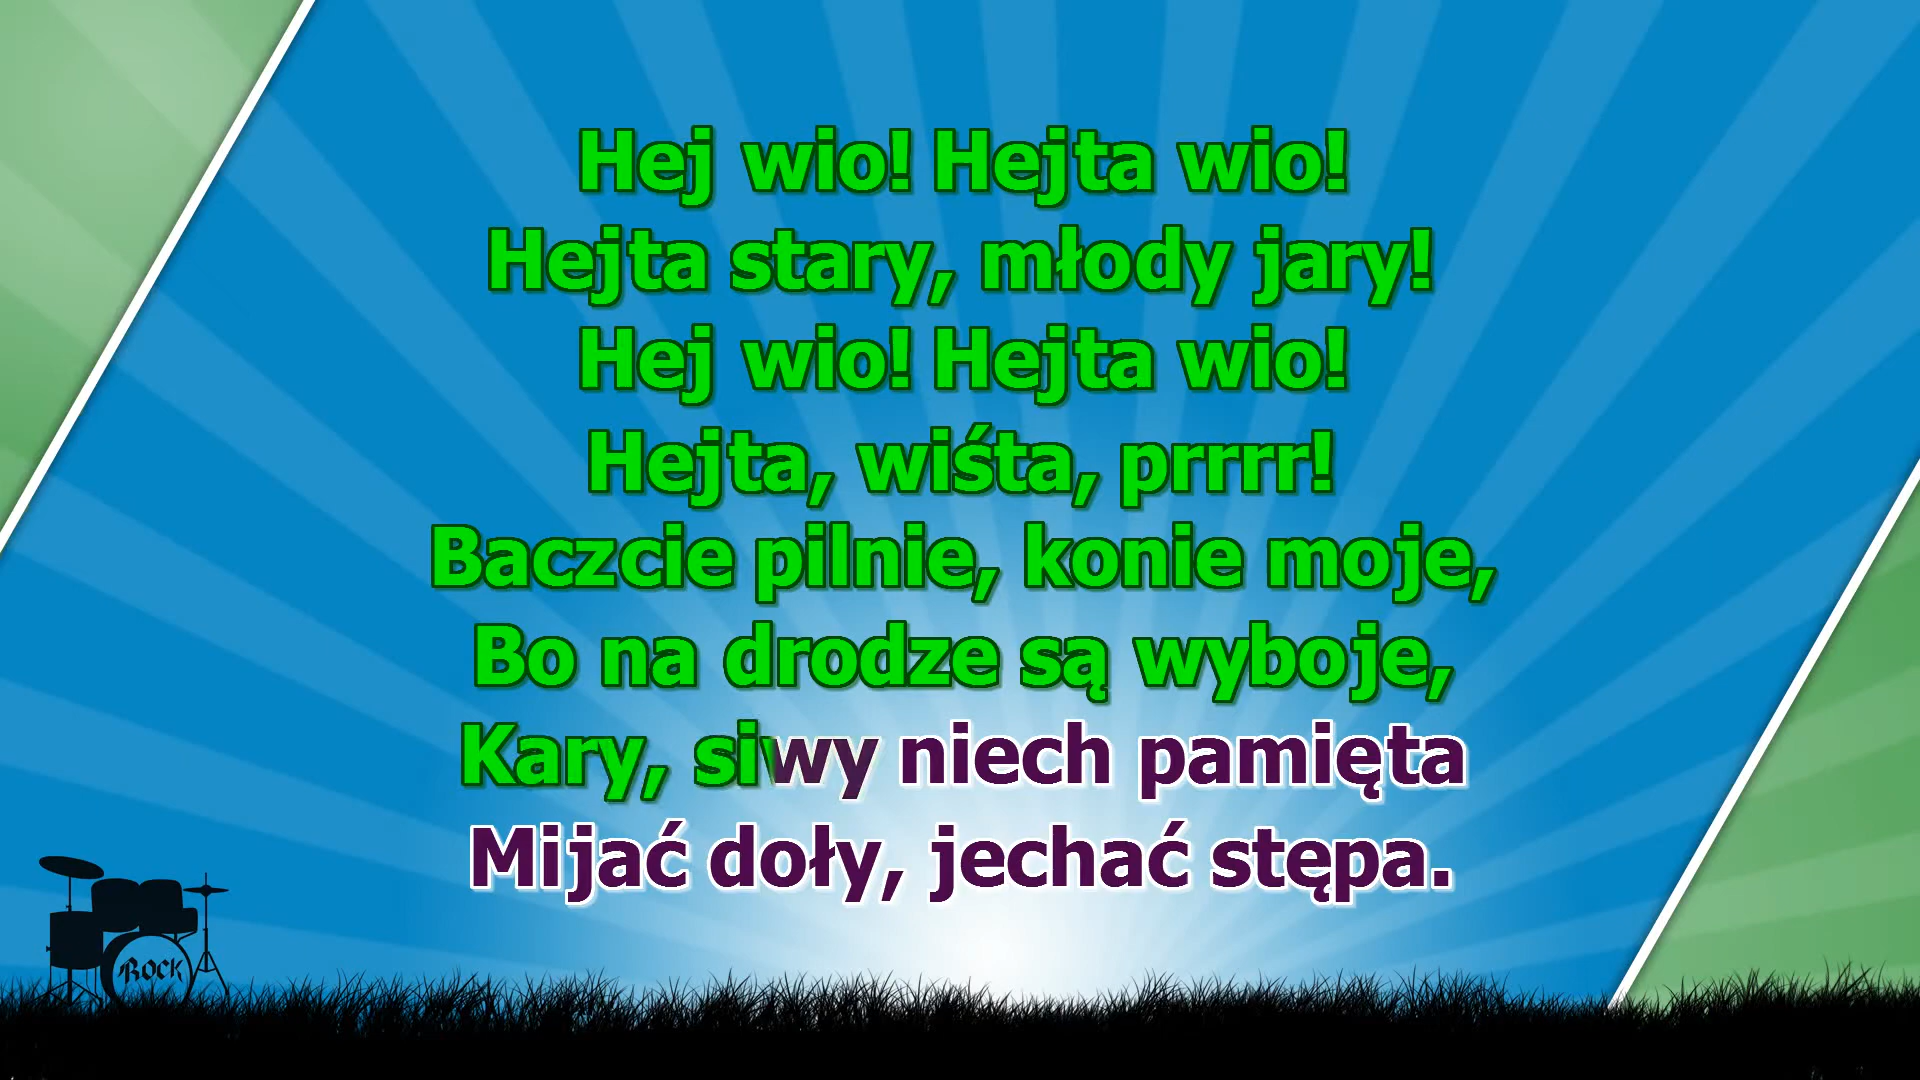 Hej wio! Hejta wio!
Hejta stary, młody jary!
Hej wio! Hejta wio!
Hejta, wiśta, prrrr!
Baczcie pilnie, konie moje,
Bo na drodze są wyboje,
Kary, siwy niech pamięta
Mijać doły, jechać stępa.
ROCK